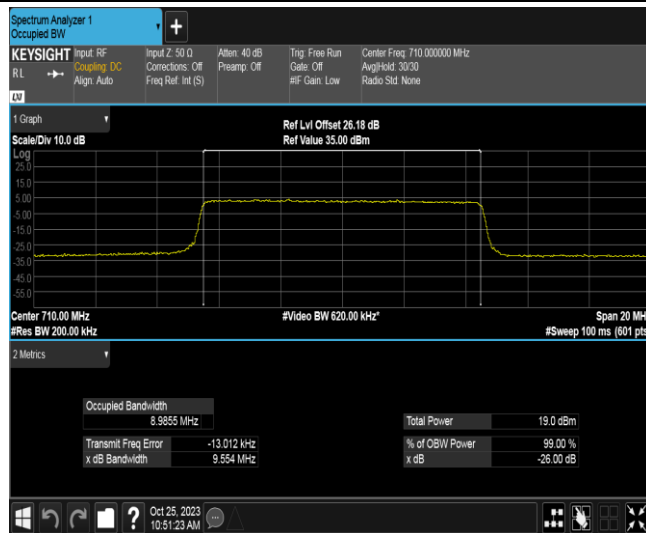 Spectrum Analyzer 1
Occupied BW
+
KEYSIGHT Input: RF Input Z: 50 Ω Atten: 40 dB Trig: Free Run Center Freq: 710.000000 MHz
RL Coupling: DC Corrections: Off Preamp: Off Gate: Off Avg|Hold: 30/30
Align: Auto Freq Ref: Int (S) #IF Gain: Low Radio Std: None
LXI
1 Graph
Ref Lvl Offset 26.18 dB
Scale/Div 10.0 dB Ref Value 35.00 dBm
Log
25.0
15.0
5.00
-5.00
-15.0
-25.0
-35.0
-45.0
-55.0
Center 710.00 MHz #Video BW 620.00 kHz* Span 20 MH
#Res BW 200.00 kHz #Sweep 100 ms (601 pts
2 Metrics
Occupied Bandwidth
8.9855 MHz Total Power 19.0 dBm
Transmit Freq Error -13.012 kHz % of OBW Power 99.00 %
x dB Bandwidth 9.554 MHz x dB -26.00 dB
? Oct 25, 2023
10:51:23 AM